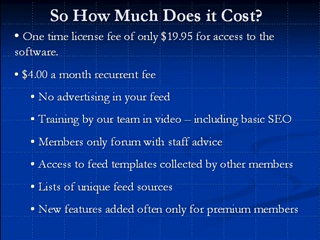 So How Much Does it Cost?
• One time license fee of only $19.95 for access to the
software.
• $4.00 a month recurrent fee
• No advertising in your feed
• Training by our team in video – including basic SEO
• Members only forum with staff advice
• Access to feed templates collected by other members
• Lists of unique feed sources
• New features added often only for premium members